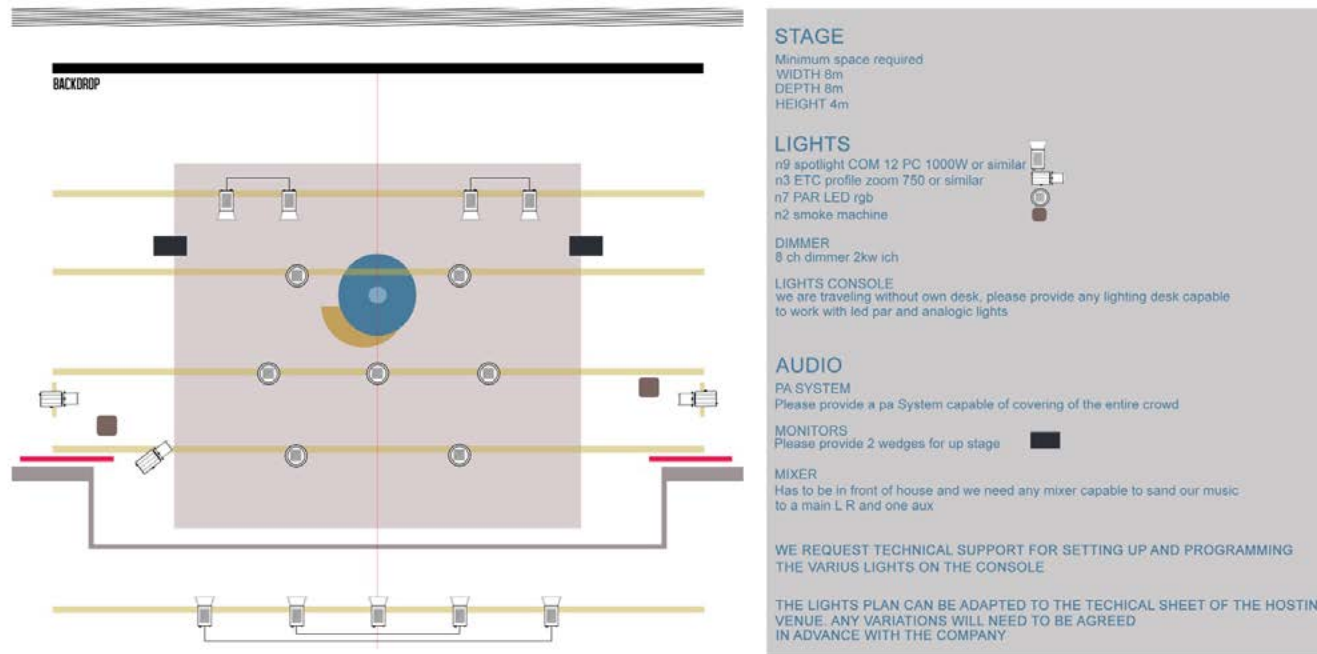 BACKDROP
STAGE
Minimum space required
WIDTH 8m
DEPTH 8m
HEIGHT 4m
LIGHTS
n9 spotlight COM 12 PC 1000W or similar
n3 ETC profile zoom 750 or similar
n7 PAR LED rgb
n2 smoke machine
DIMMER
8 ch dimmer 2kw ich
LIGHTS CONSOLE
we are traveling without own desk, please provide any lighting desk capable
to work with led par and analogic lights
AUDIO
PA SYSTEM
Please provide a pa System capable of covering of the entire crowd
MONITORS
Please provide 2 wedges for up stage
MIXER
Has to be in front of house and we need any mixer capable to sand our music
to a main L R and one aux
WE REQUEST TECHNICAL SUPPORT FOR SETTING UP AND PROGRAMMING
THE VARIUS LIGHTS ON THE CONSOLE
THE LIGHTS PLAN CAN BE ADAPTED TO THE TECHICAL SHEET OF THE HOSTIN
VENUE. ANY VARIATIONS WILL NEED TO BE AGREED
IN ADVANCE WITH THE COMPANY